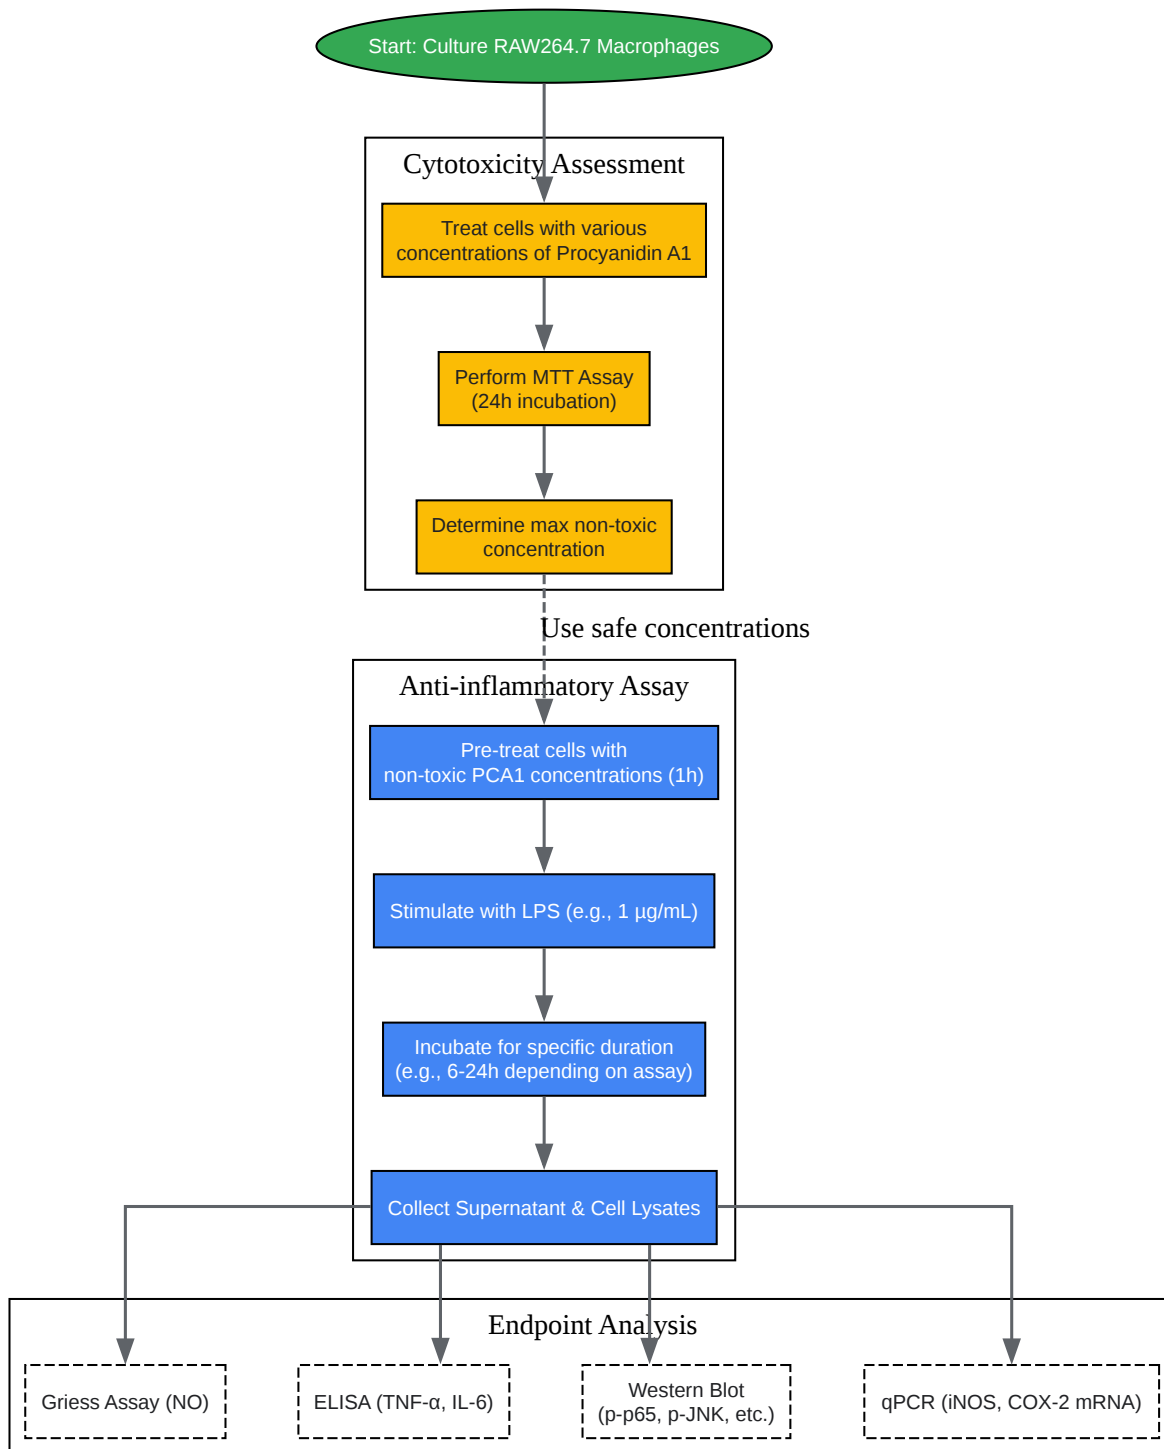 Start: Culture RAW264.7 Macrophages
Cytotoxicity Assessment
Treat cells with various
concentrations of Procyanidin A1
Perform MTT Assay
(24h incubation)
Determine max non-toxic
concentration
Use safe concentrations
Anti-inflammatory Assay
Pre-treat cells with
non-toxic PCA1 concentrations (1h)
Stimulate with LPS (e.g., 1 µg/mL)
Incubate for specific duration
(e.g., 6-24h depending on assay)
Collect Supernatant & Cell Lysates
Endpoint Analysis
Griess Assay (NO)
ELISA (TNF-α, IL-6)
Western Blot
(p-p65, p-JNK, etc.)
qPCR (iNOS, COX-2 mRNA)